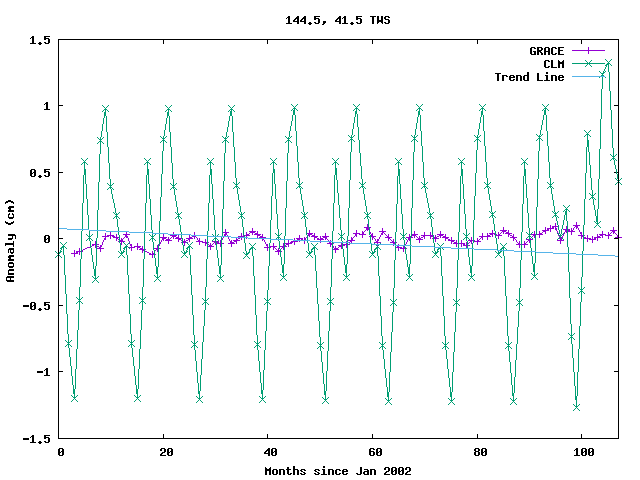 144.5, 41.5 TWS
GRACE
CLM
Trend Line
1.5
1
0.5
0
-0.5
-1
-1.5
Anomaly (cm)
0 20 40 60 80 100
Months since Jan 2002